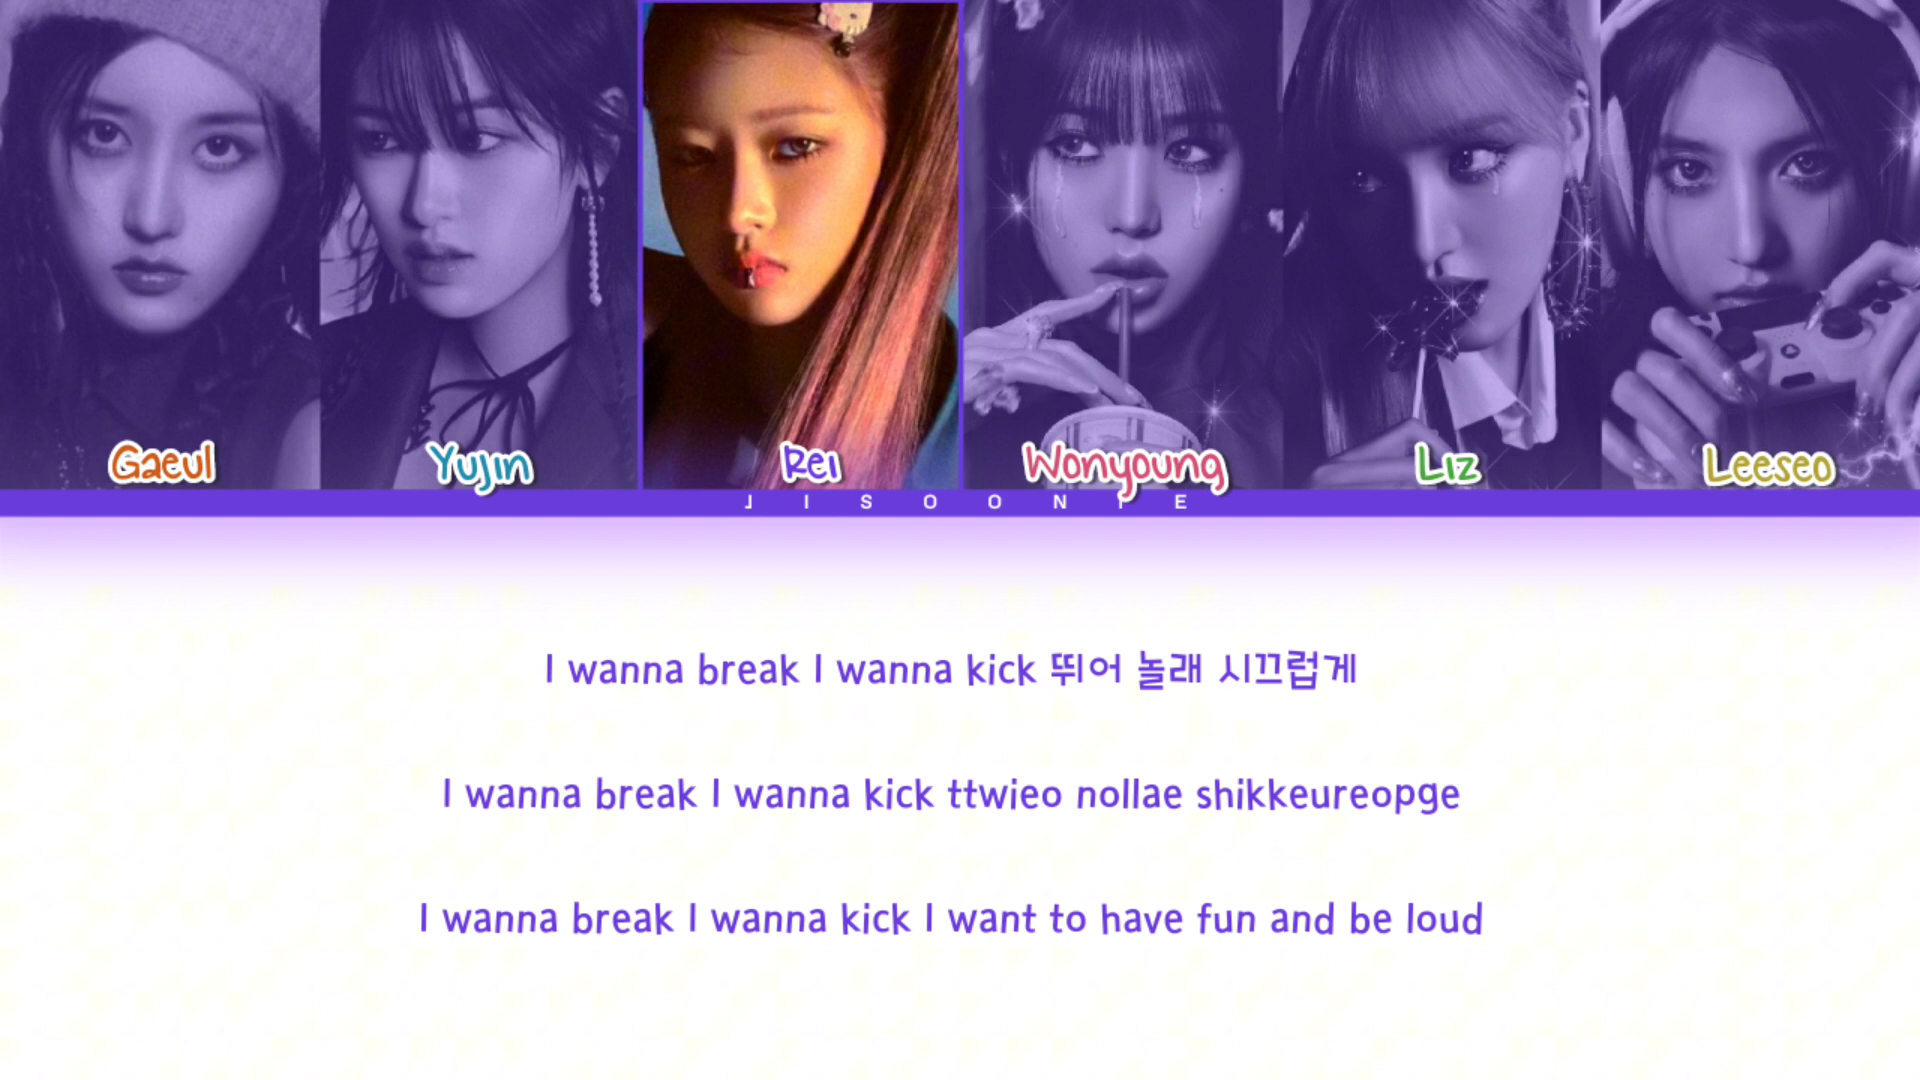 Gaeul Yujin Rei Wonyoung Liz Leeseo
JISOONIE
I wanna break I wanna kick 뛰어 놀래 시끄럽게
I wanna break I wanna kick ttwieo nollae shikkeureopge
I wanna break I wanna kick I want to have fun and be loud